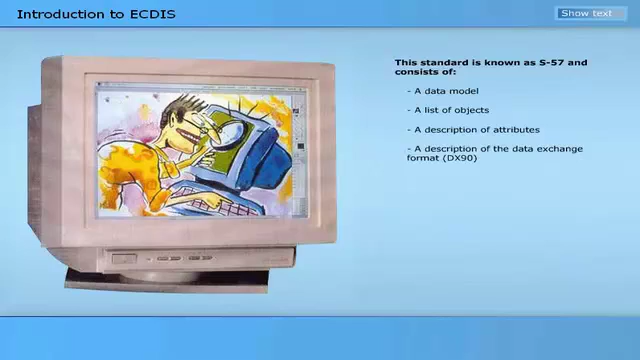 Introduction to ECDIS
Show text
This standard is known as S-57 and
consists of:
- A data model
- A list of objects
- A description of attributes
- A description of the data exchange
format (DX90)